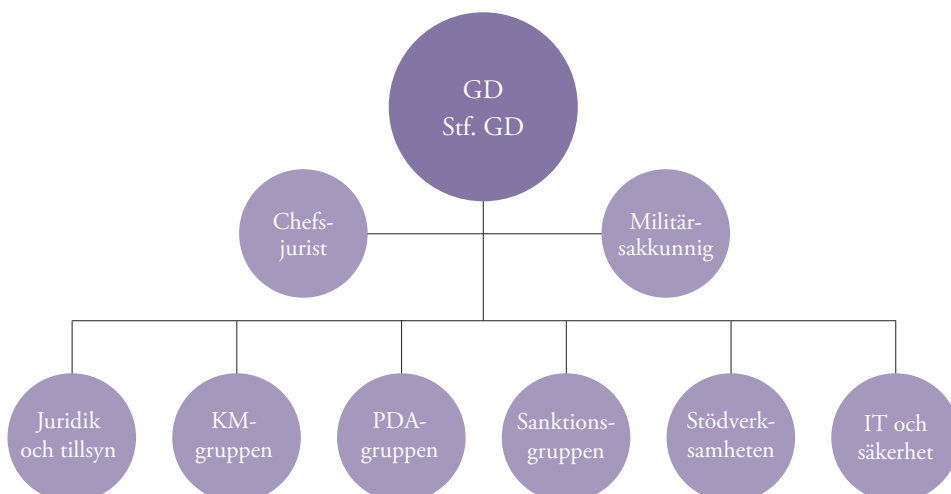 GD
Stf. GD
Chefs-
jurist
Militär-
sakkunnig
Juridik
och tillsyn
KM-
gruppen
PDA-
gruppen
Sanktions-
gruppen
Stödverk-
samheten
IT och
säkerhet